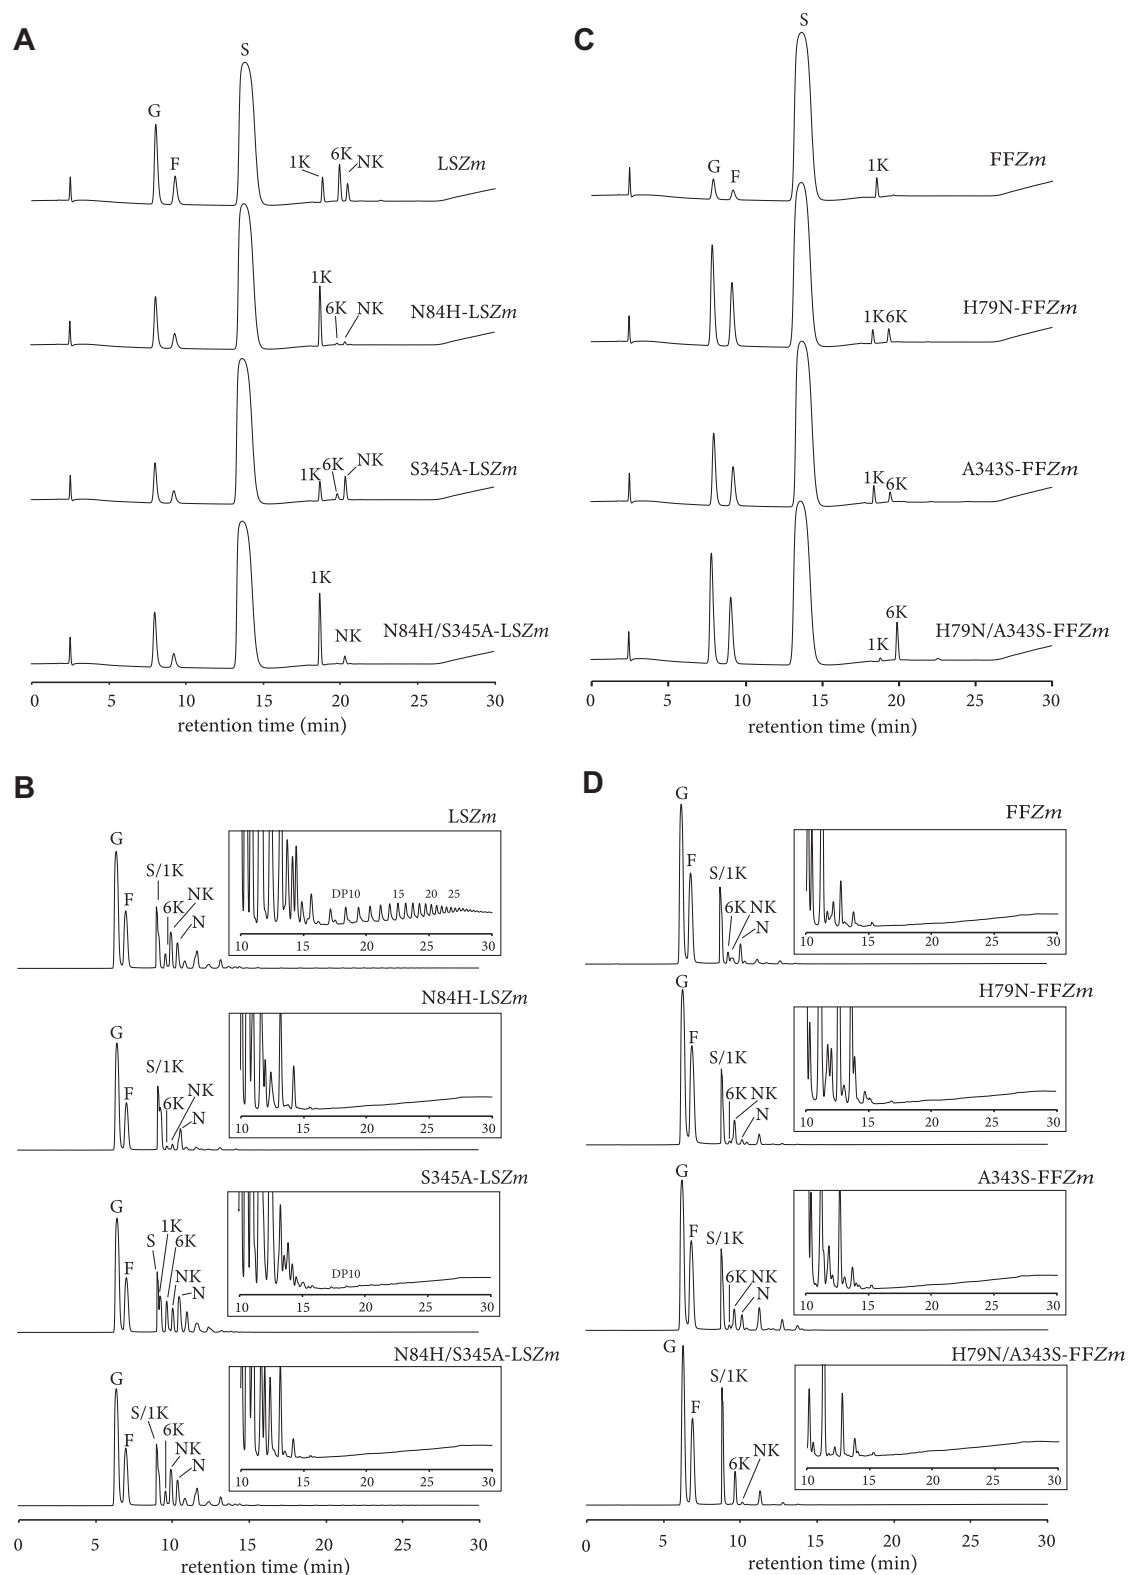 A
S
G
F
1K
6K
NK
LSZm
1K
6K
NK
N84H-LSZm
1K
6K
NK
S345A-LSZm
1K
NK
N84H/S345A-LSZm
0 5 10 15 20 25 30
retention time (min)
C
S
G
F
1K
FFZm
1K6K
H79N-FFZm
1K
6K
A343S-FFZm
1K
6K
H79N/A343S-FFZm
0 5 10 15 20 25 30
retention time (min)
B
LSZm
G
F
S/1K
6K
NK
N
DP10 15 20 25
10 15 20 25 30
N84H-LSZm
G
F
S/1K
6K
NK
N
10 15 20 25 30
S345A-LSZm
G
F
S
1K
6K
NK
N
DP10
10 15 20 25 30
N84H/S345A-LSZm
G
F
S/1K
6K
NK
N
10 15 20 25 30
0 5 10 15 20 25 30
retention time (min)
D
FFZm
G
F
S/1K
6K NK
N
10 15 20 25 30
H79N-FFZm
G
F
S/1K
6K NK
N
10 15 20 25 30
A343S-FFZm
G
F
S/1K
6K NK
N
10 15 20 25 30
H79N/A343S-FFZm
G
F
S/1K
6K
NK
10 15 20 25 30
0 5 10 15 20 25 30
retention time (min)